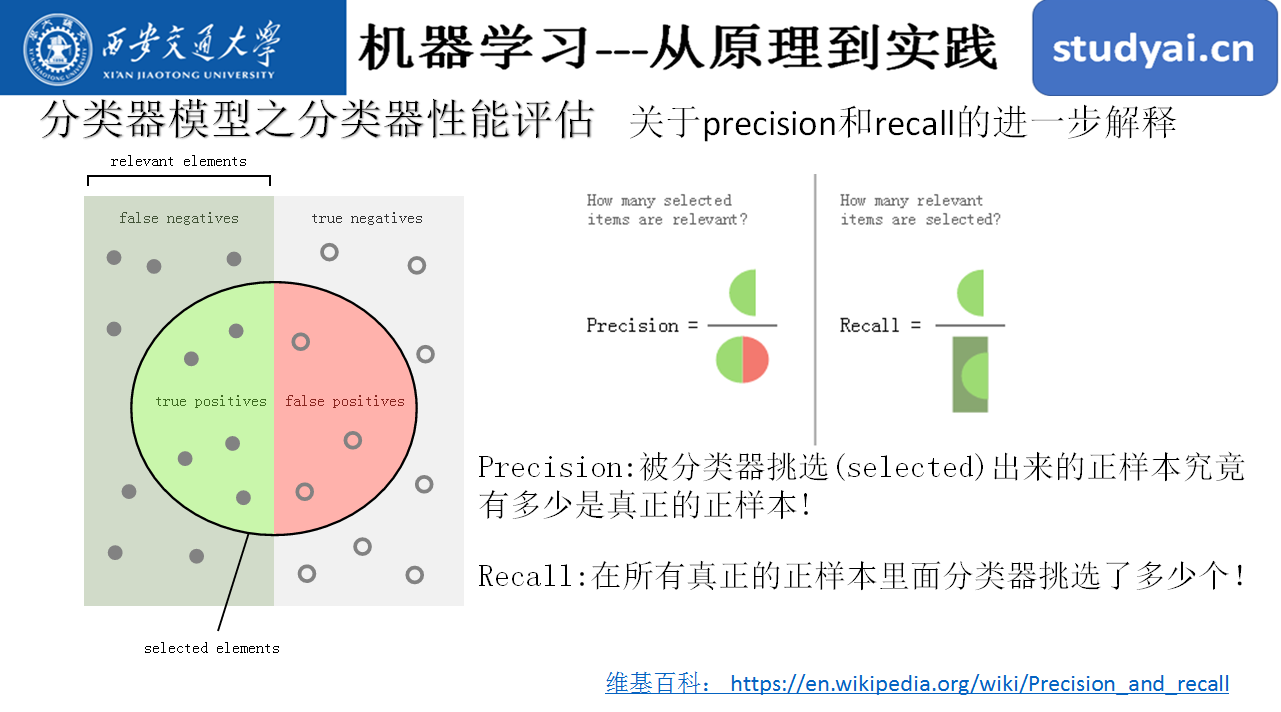 西安交通大学
XI'AN JIAOTONG UNIVERSITY
机器学习---从原理到实践
studyai.cn
分类器模型之分类器性能评估 关于precision和recall的进一步解释
relevant elements
false negatives
true negatives
true positives
false positives
selected elements
How many selected
items are relevant?
Precision =
How many relevant
items are selected?
Recall =
Precision:被分类器挑选(selected)出来的正样本究竟
有多少是真正的正样本!
Recall:在所有真正的正样本里面分类器挑选了多少个!
维基百科: https://en.wikipedia.org/wiki/Precision_and_recall